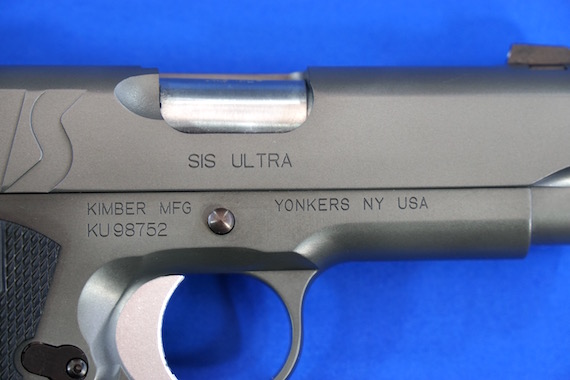 SIS ULTRA
KIMBER MFG
KU98752
YONKERS NY USA